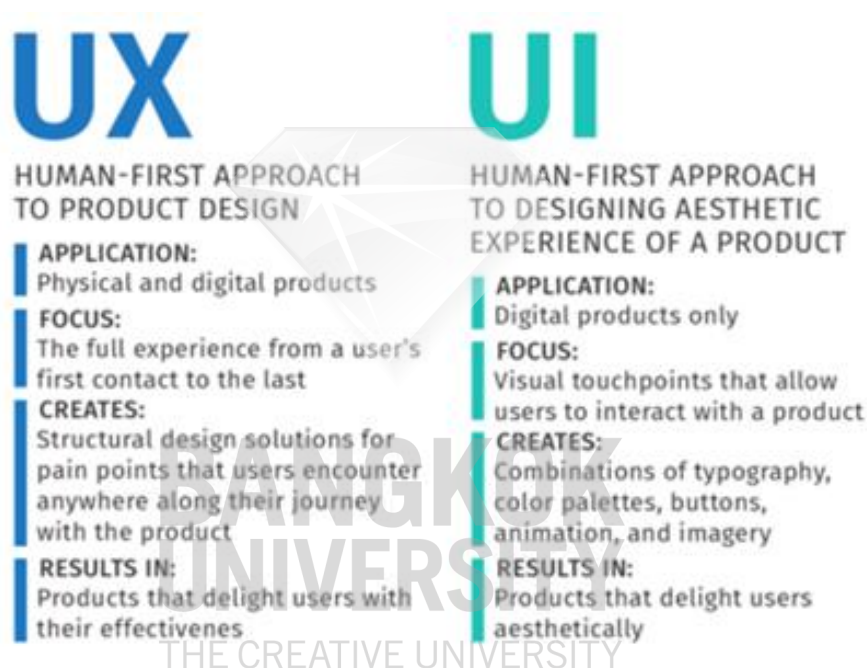 UX
HUMAN-FIRST APPROACH
TO PRODUCT DESIGN
APPLICATION:
Physical and digital products
FOCUS:
The full experience from a user's
first contact to the last
CREATES:
Structural design solutions for
pain points that users encounter
anywhere along their journey
with the product
RESULTS IN:
Products that delight users with
their effectivenes
UI
HUMAN-FIRST APPROACH
TO DESIGNING AESTHETIC
EXPERIENCE OF A PRODUCT
APPLICATION:
Digital products only
FOCUS:
Visual touchpoints that allow
users to interact with a product
CREATES:
Combinations of typography,
color palettes, buttons,
animation, and imagery
RESULTS IN:
Products that delight users
aesthetically
BANGKOK
UNIVERSITY
THE CREATIVE UNIVERSITY